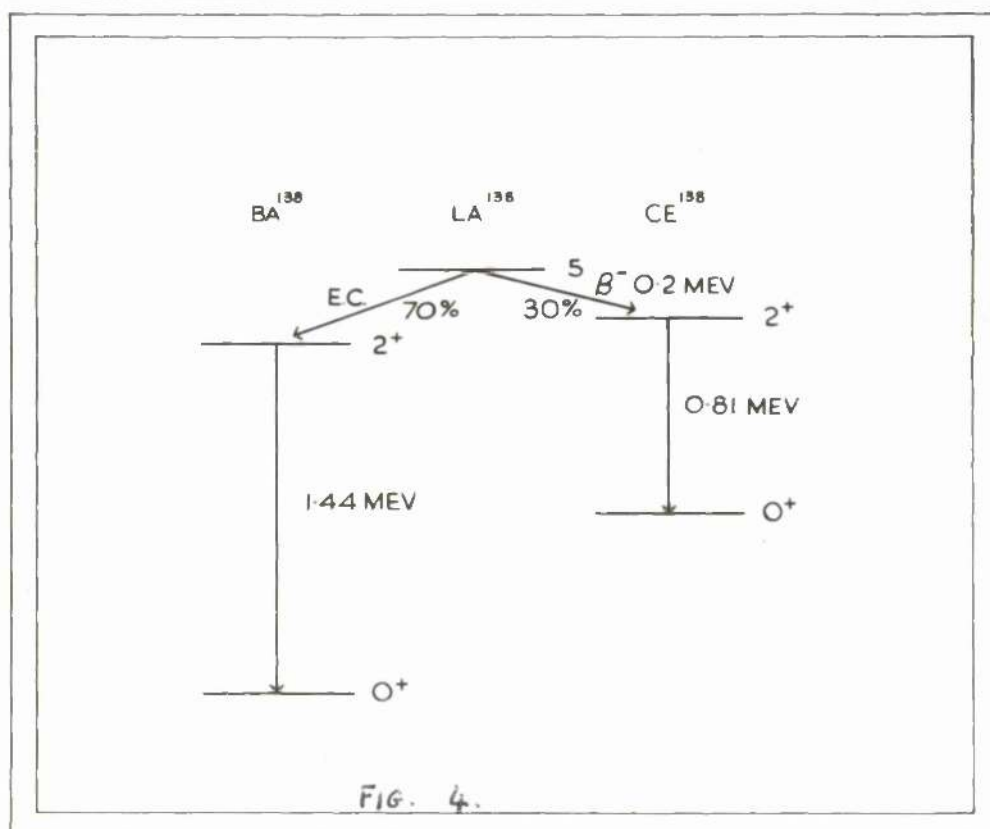 BA¹³⁸ LA¹³⁸ CE¹³⁸
5
β⁻ 0·2 MEV
E.C.
70% 30%
2⁺
2⁺
0·81 MEV
1·44 MEV
0⁺
0⁺
FIG. 4.